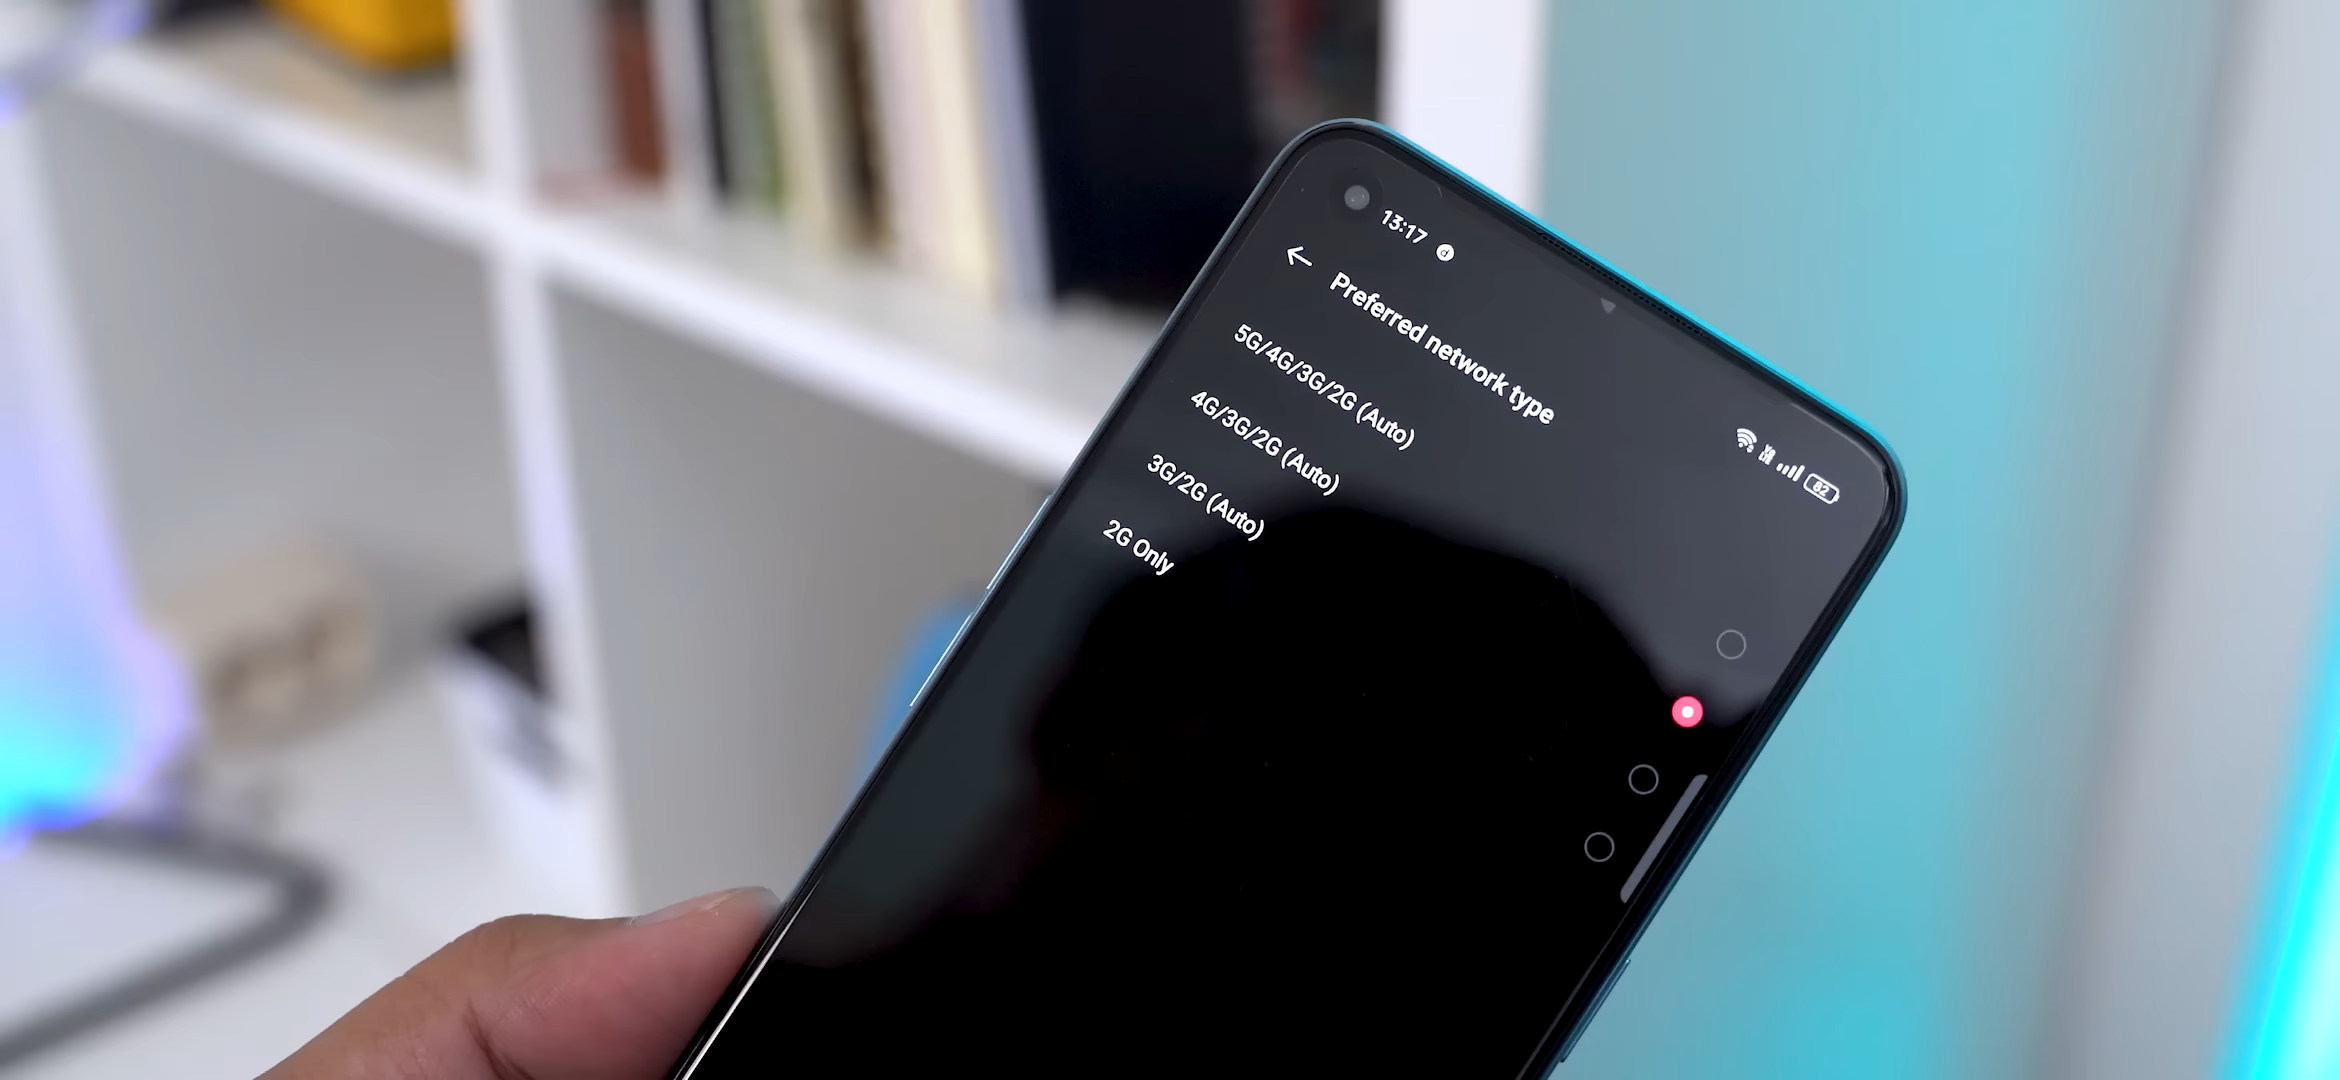 13:17
82
Preferred network type
5G/4G/3G/2G (Auto)
4G/3G/2G (Auto)
3G/2G (Auto)
2G Only